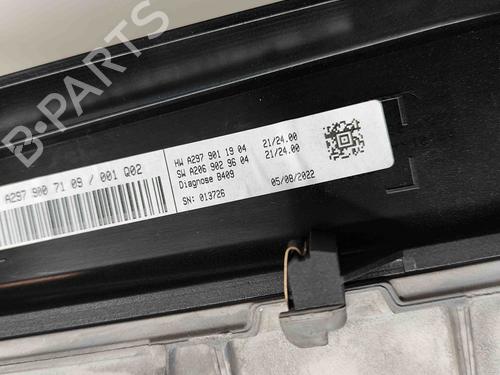 B-PARTS
A297 900 71 09 / 001 Q02
HW A297 901 19 04 21/24.00
SW A206 902 96 04 21/24.00
Diagnose B409
SN: 013726 05/08/2022